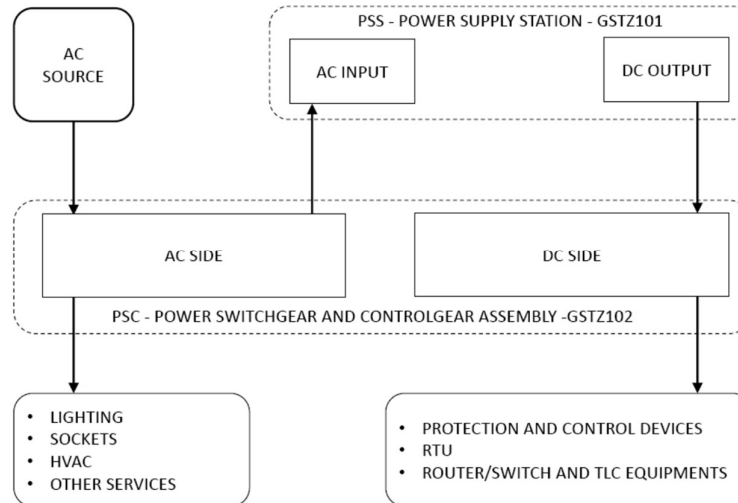 PSS - POWER SUPPLY STATION - GSTZ101
AC
SOURCE
AC INPUT
DC OUTPUT
AC SIDE
DC SIDE
PSC - POWER SWITCHGEAR AND CONTROLGEAR ASSEMBLY -GSTZ102
• LIGHTING
• SOCKETS
• HVAC
• OTHER SERVICES
• PROTECTION AND CONTROL DEVICES
• RTU
• ROUTER/SWITCH AND TLC EQUIPMENTS